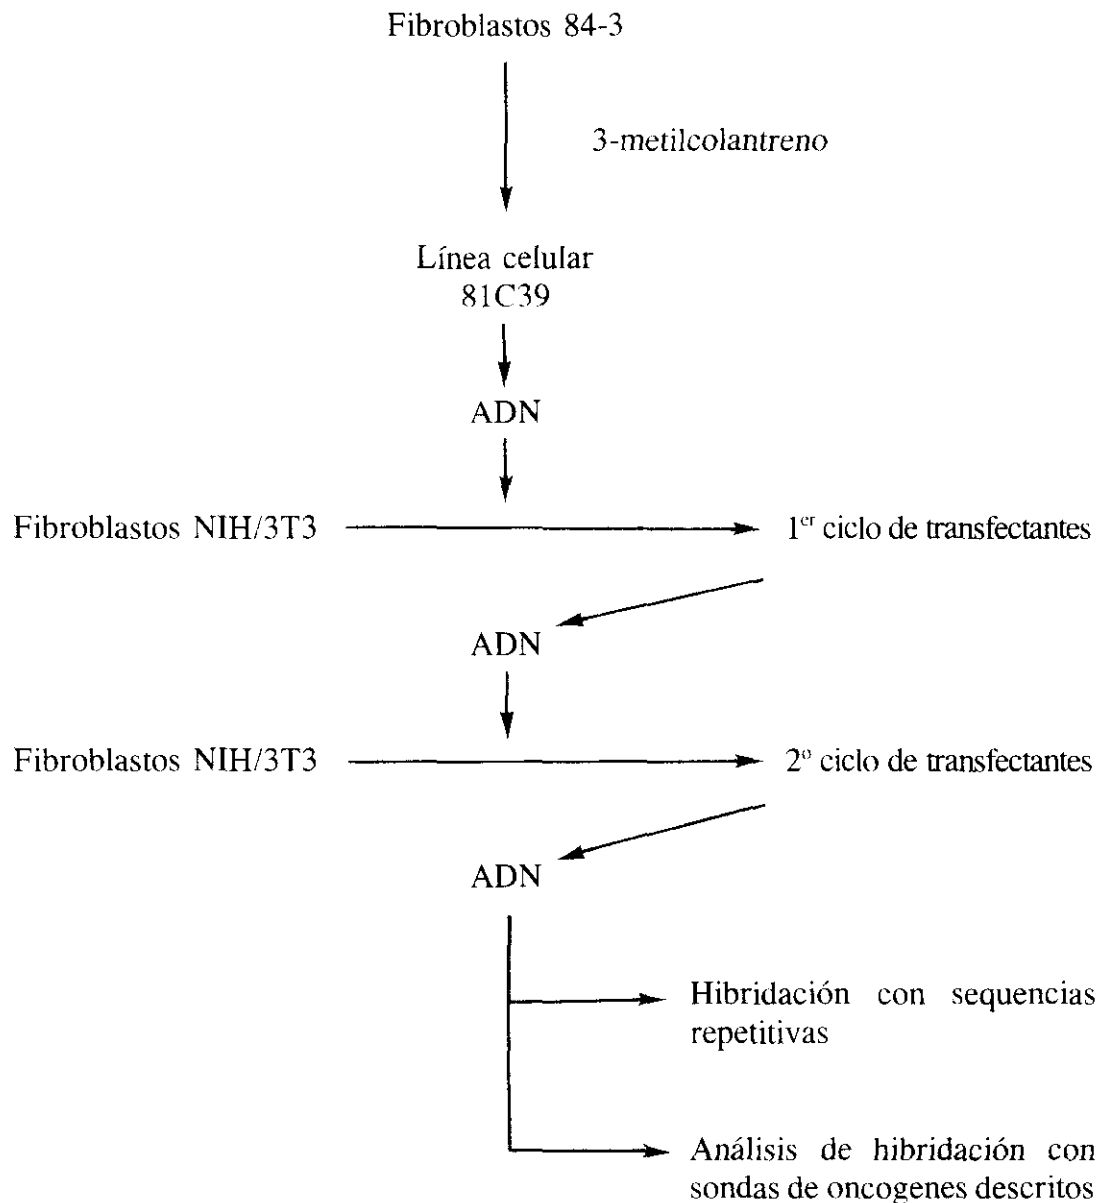 Fibroblastos 84-3
3-metilcolantreno
Línea celular
81C39
ADN
Fibroblastos NIH/3T3
1er ciclo de transfectantes
ADN
Fibroblastos NIH/3T3
2o ciclo de transfectantes
ADN
Hibridación con sequencias
repetitivas
Análisis de hibridación con
sondas de oncogenes descritos